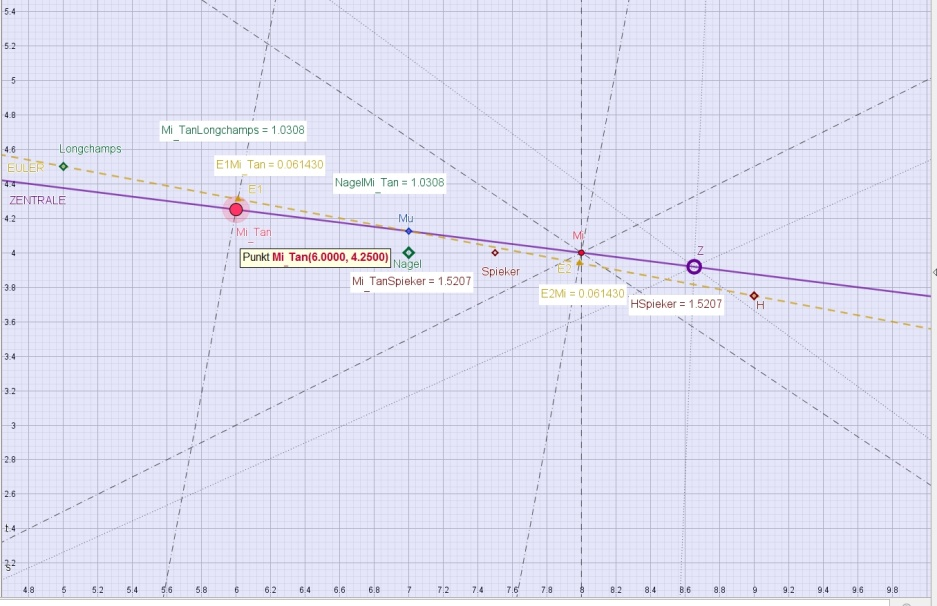 5.4
5.2
5
4.8
Mi_TanLongchamps = 1.0308
4.6
Longchamps
EULER
E1Mi_Tan = 0.061430
4.4
E1
NagelMi_Tan = 1.0308
ZENTRALE
4.2
Mi_Tan
Mu
Mi
4
Punkt Mi_Tan(6.0000, 4.2500)
Nagel
Spieker
E2
Z
3.8
Mi_TanSpieker = 1.5207
E2Mi = 0.061430
HSpieker = 1.5207
H
3.6
3.4
3.2
3
2.8
2.6
2.4
2.2
S
4.8 5 5.2 5.4 5.6 5.8 6 6.2 6.4 6.6 6.8 7 7.2 7.4 7.6 7.8 8 8.2 8.4 8.6 8.8 9 9.2 9.4 9.6 9.8